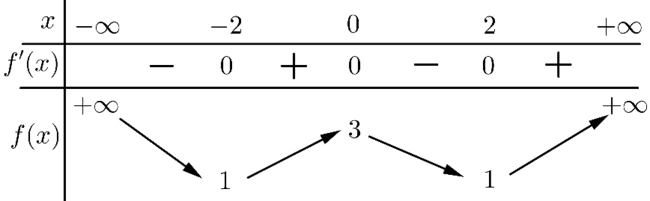 x −∞ −2 0 2 +∞
f′(x) − 0 + 0 − 0 +
+∞ +∞
f(x) 3
1 1